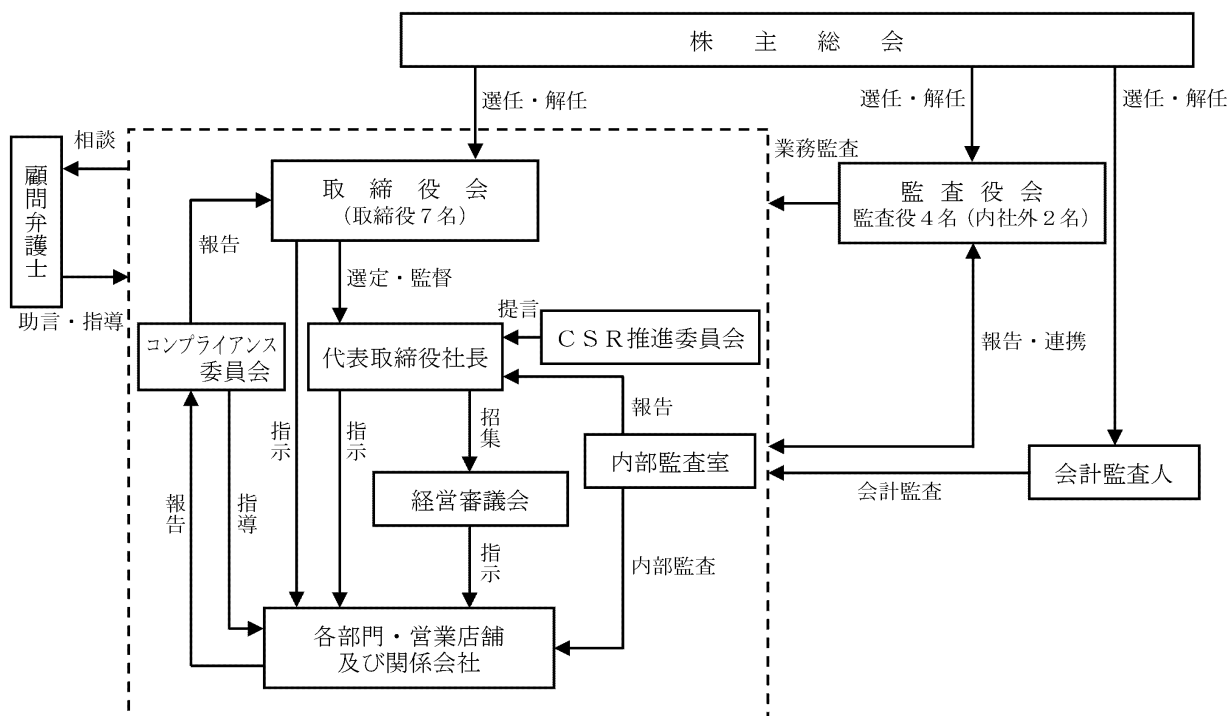 株主総会
選任・解任
選任・解任
選任・解任
相談
業務監査
顧問弁護士
取締役会
(取締役7名)
監査役会
監査役4名(内社外2名)
報告
選定・監督
助言・指導
提言
コンプライアンス
委員会
代表取締役社長
CSR推進委員会
報告・連携
報告
指示
指示
招集
内部監査室
会計監査人
会計監査
経営審議会
報告
指導
指示
内部監査
各部門・営業店舗
及び関係会社